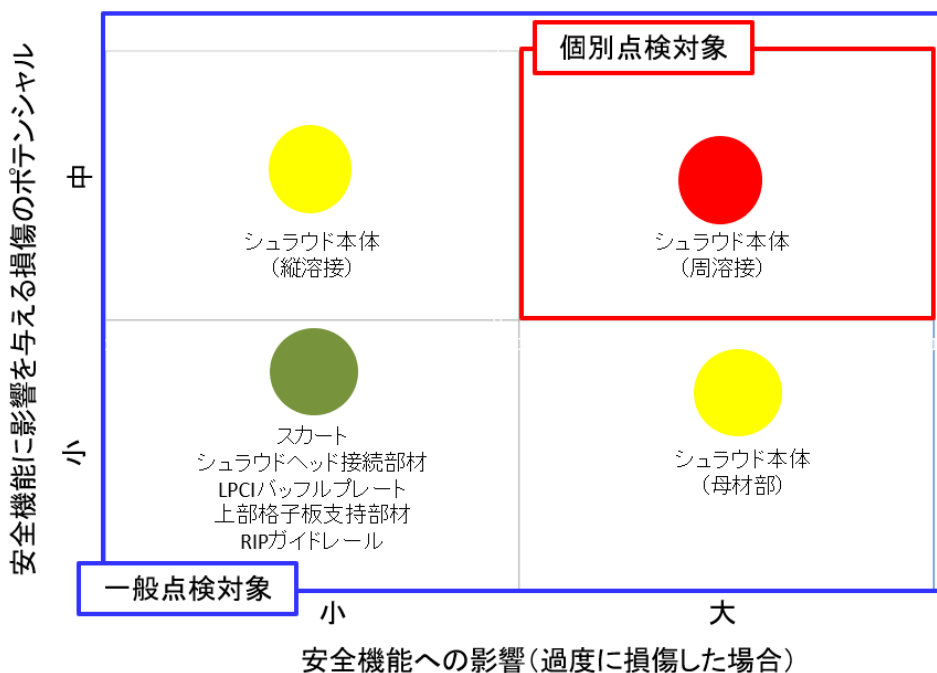 個別点検対象
安全機能に影響を与える損傷のポテンシャル
中
シュラウド本体
（縦溶接）
シュラウド本体
（周溶接）
小
スカート
シュラウドヘッド接続部材
LPCIバッフルプレート
上部格子板支持部材
RIPガイドレール
シュラウド本体
（母材部）
一般点検対象
小
大
安全機能への影響（過度に損傷した場合）